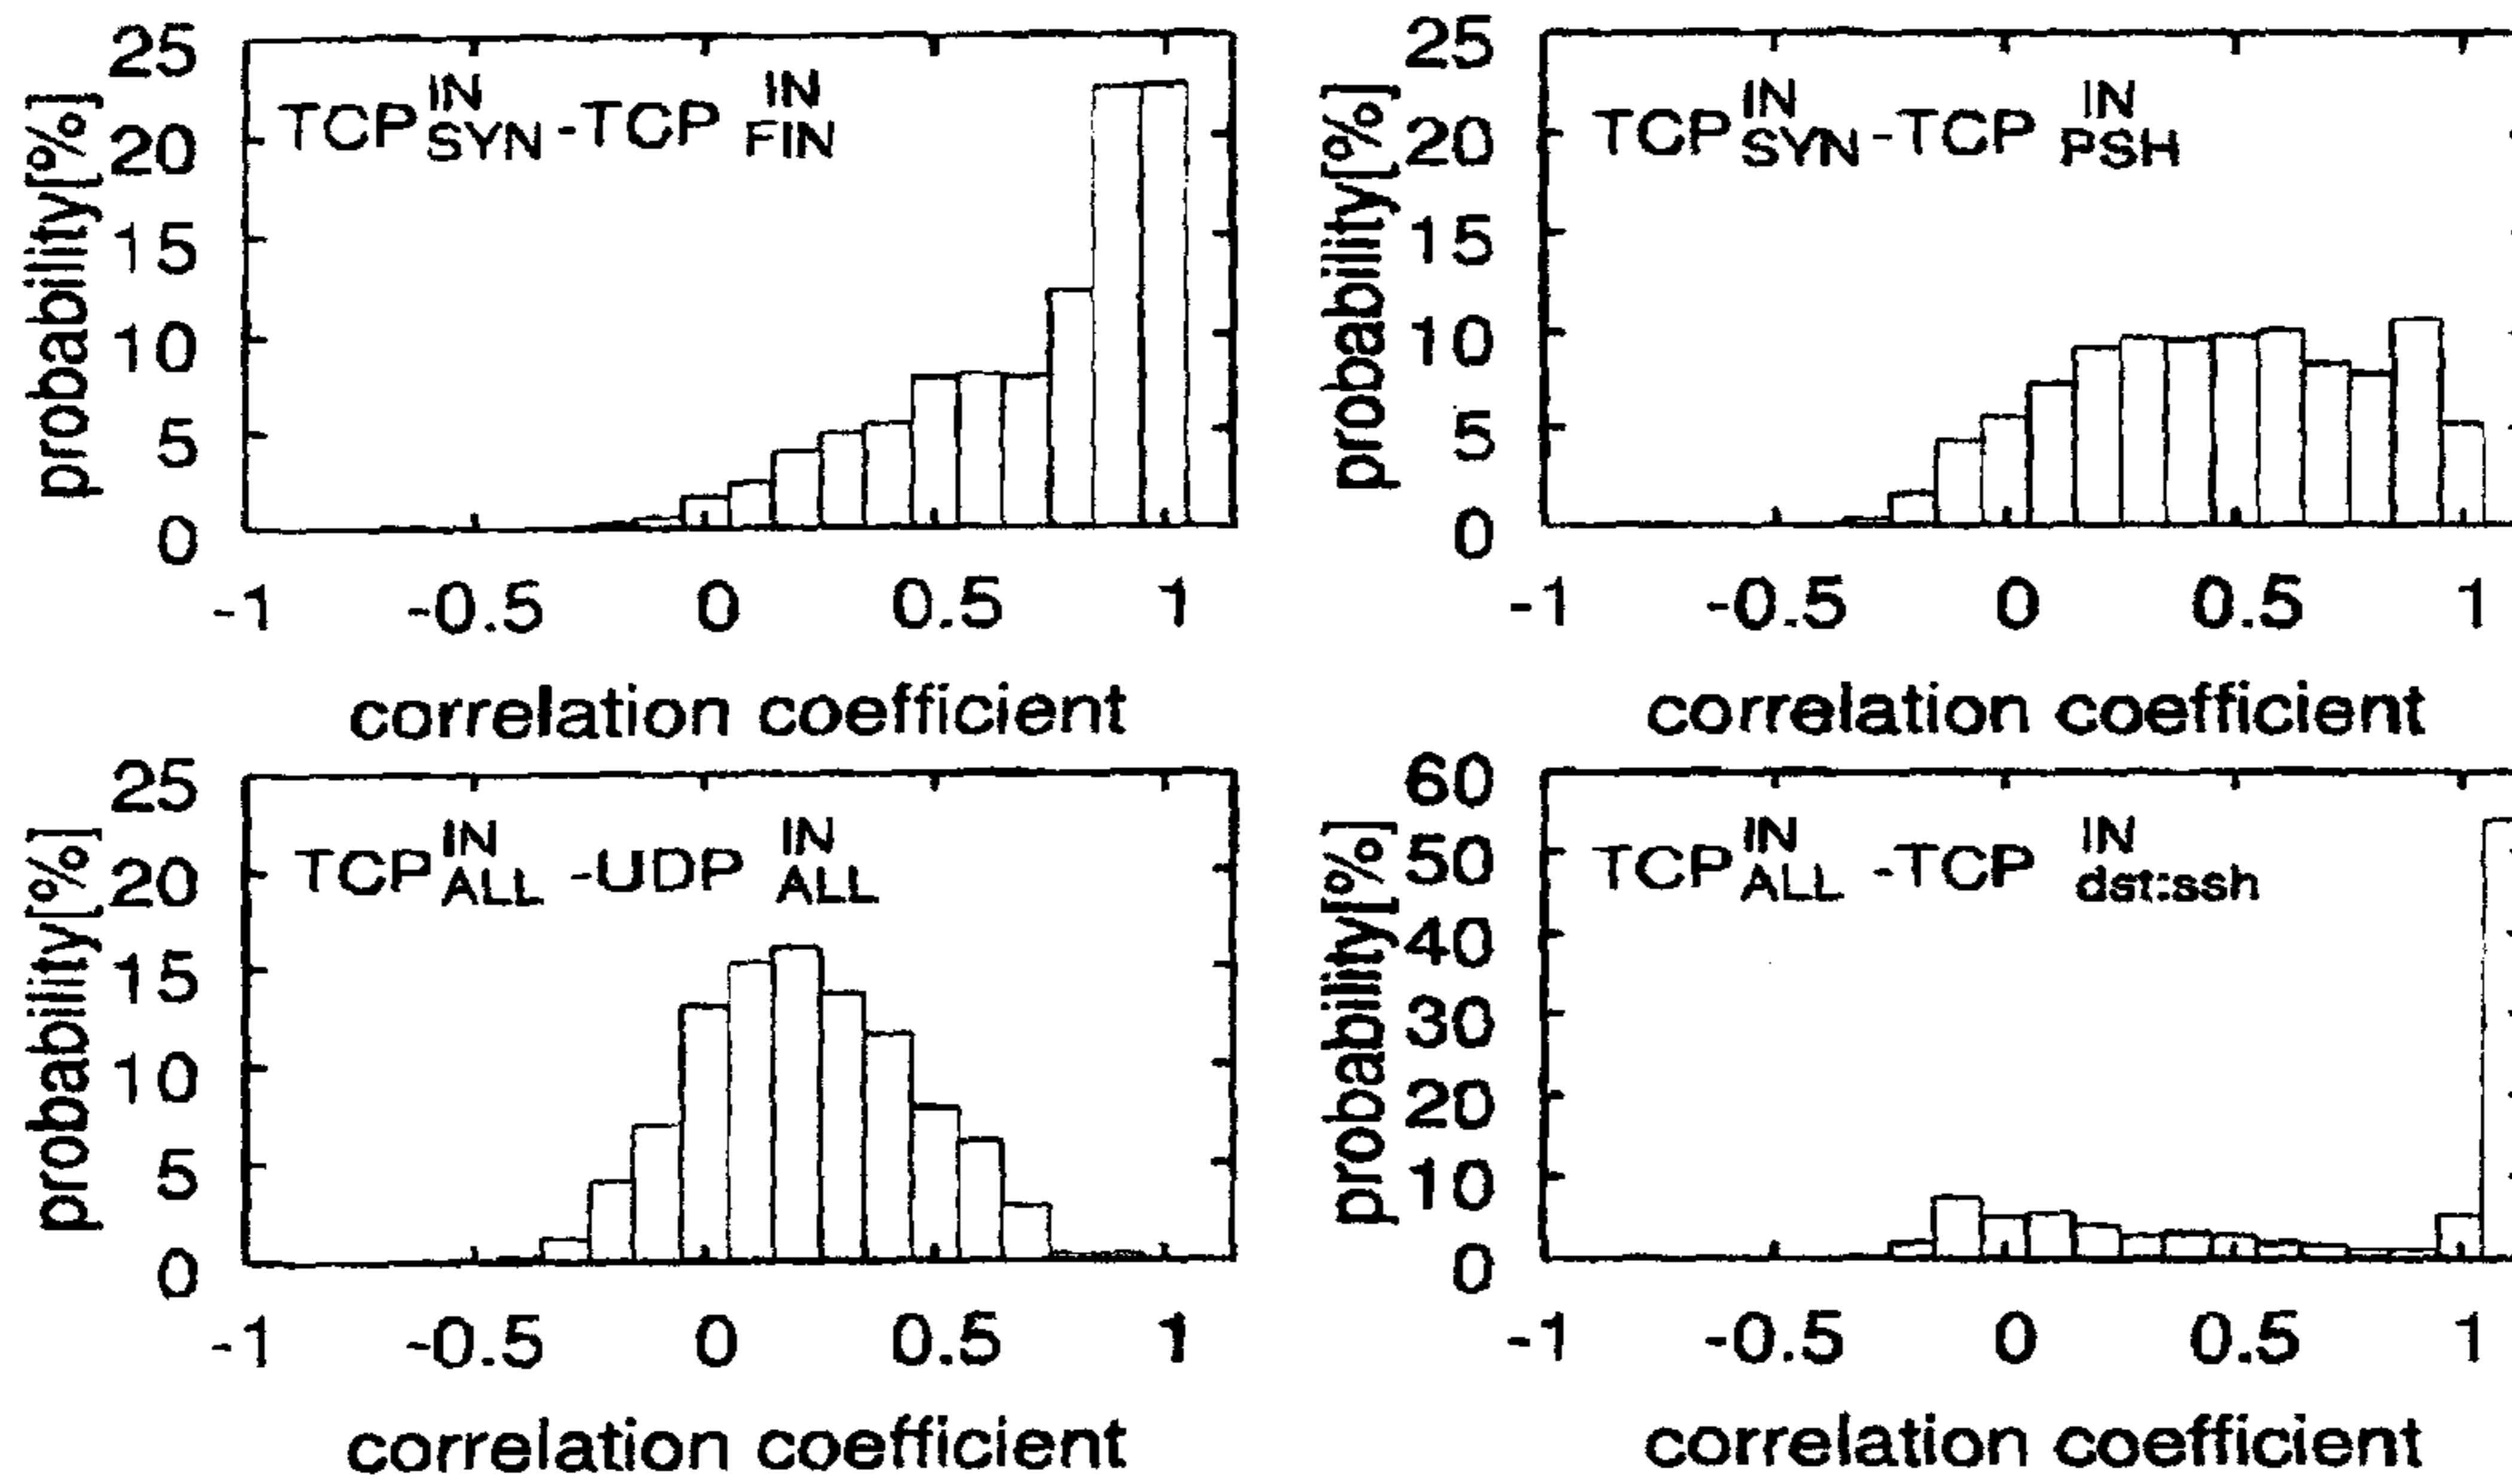 25
20
15
10
5
0
probability[%]
TCP IN SYN -TCP IN FIN
-1 -0.5 0 0.5 1
correlation coefficient
25
20
15
10
5
0
probability[%]
TCP IN SYN -TCP IN PSH
-1 -0.5 0 0.5 1
correlation coefficient
25
20
15
10
5
0
probability[%]
TCP IN ALL -UDP IN ALL
-1 -0.5 0 0.5 1
correlation coefficient
60
50
40
30
20
10
0
probability[%]
TCP IN ALL -TCP IN dst:ssh
-1 -0.5 0 0.5 1
correlation coefficient